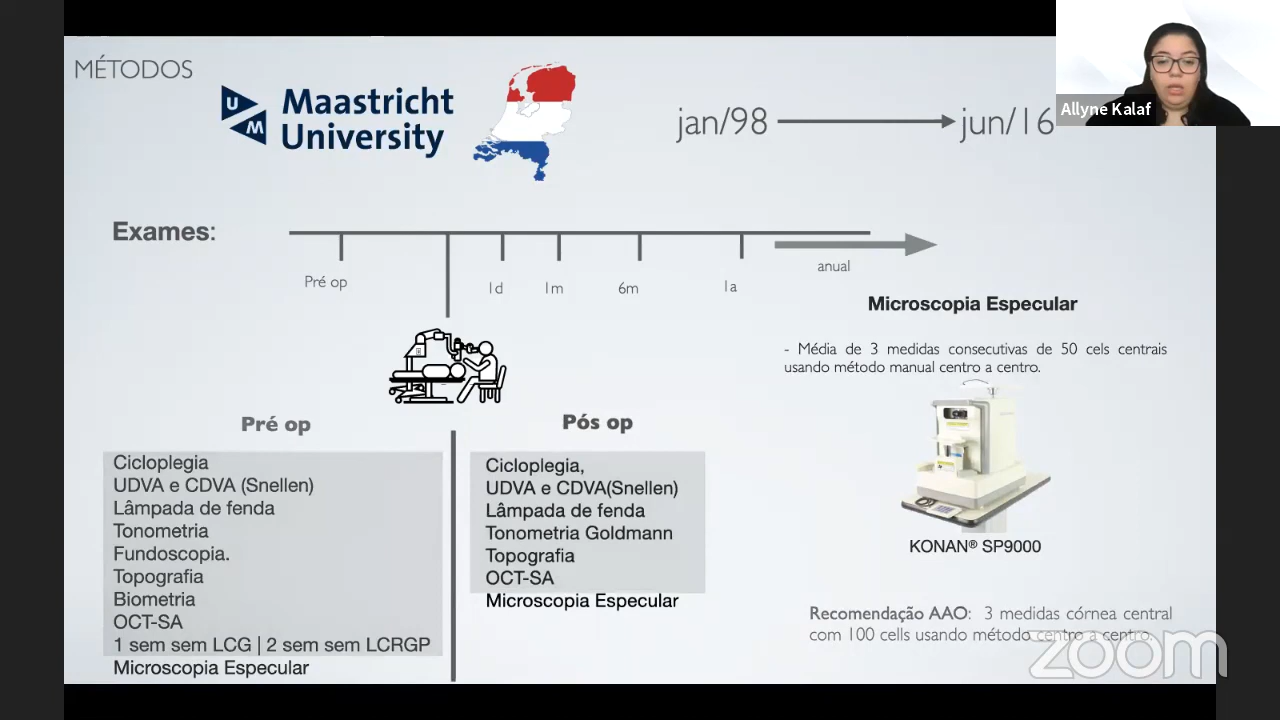 MÉTODOS
U
M
Maastricht
University
jan/98
jun/16
Allyne Kalaf
Exames:
Pré op
1d
1m
6m
1a
anual
Microscopia Especular
- Média de 3 medidas consecutivas de 50 cels centrais
usando método manual centro a centro.
Pré op
Cicloplegia
UDVA e CDVA (Snellen)
Lâmpada de fenda
Tonometria
Fundoscopia.
Topografia
Biometria
OCT-SA
1 sem sem LCG | 2 sem sem LCRGP
Microscopia Especular
Pós op
Cicloplegia,
UDVA e CDVA(Snellen)
Lâmpada de fenda
Tonometria Goldmann
Topografia
OCT-SA
Microscopia Especular
KONAN® SP9000
Recomendação AAO: 3 medidas córnea central
com 100 cells usando método centro a centro.
zoom